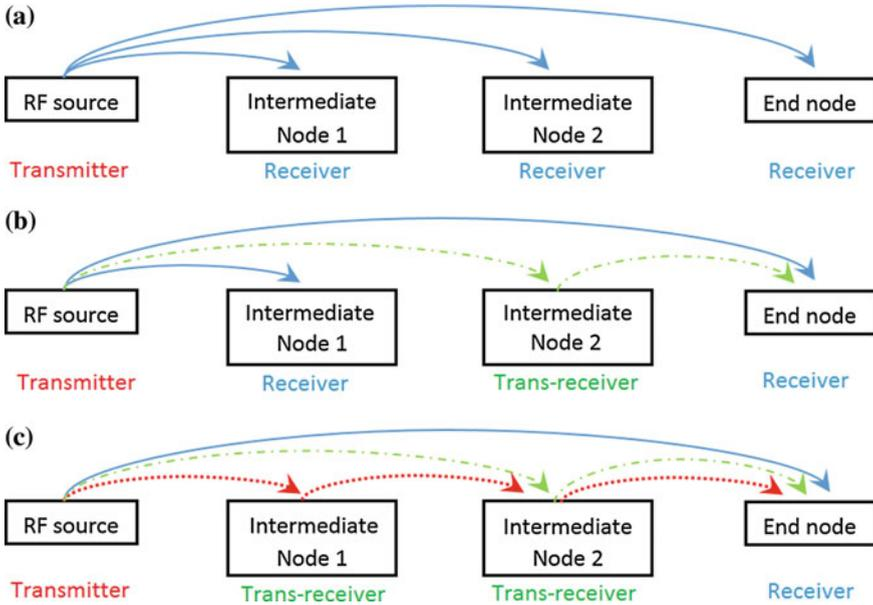 (a)
RF source
Intermediate
Node 1
Intermediate
Node 2
End node
Transmitter
Receiver
Receiver
Receiver
(b)
RF source
Intermediate
Node 1
Intermediate
Node 2
End node
Transmitter
Receiver
Trans-receiver
Receiver
(c)
RF source
Intermediate
Node 1
Intermediate
Node 2
End node
Transmitter
Trans-receiver
Trans-receiver
Receiver